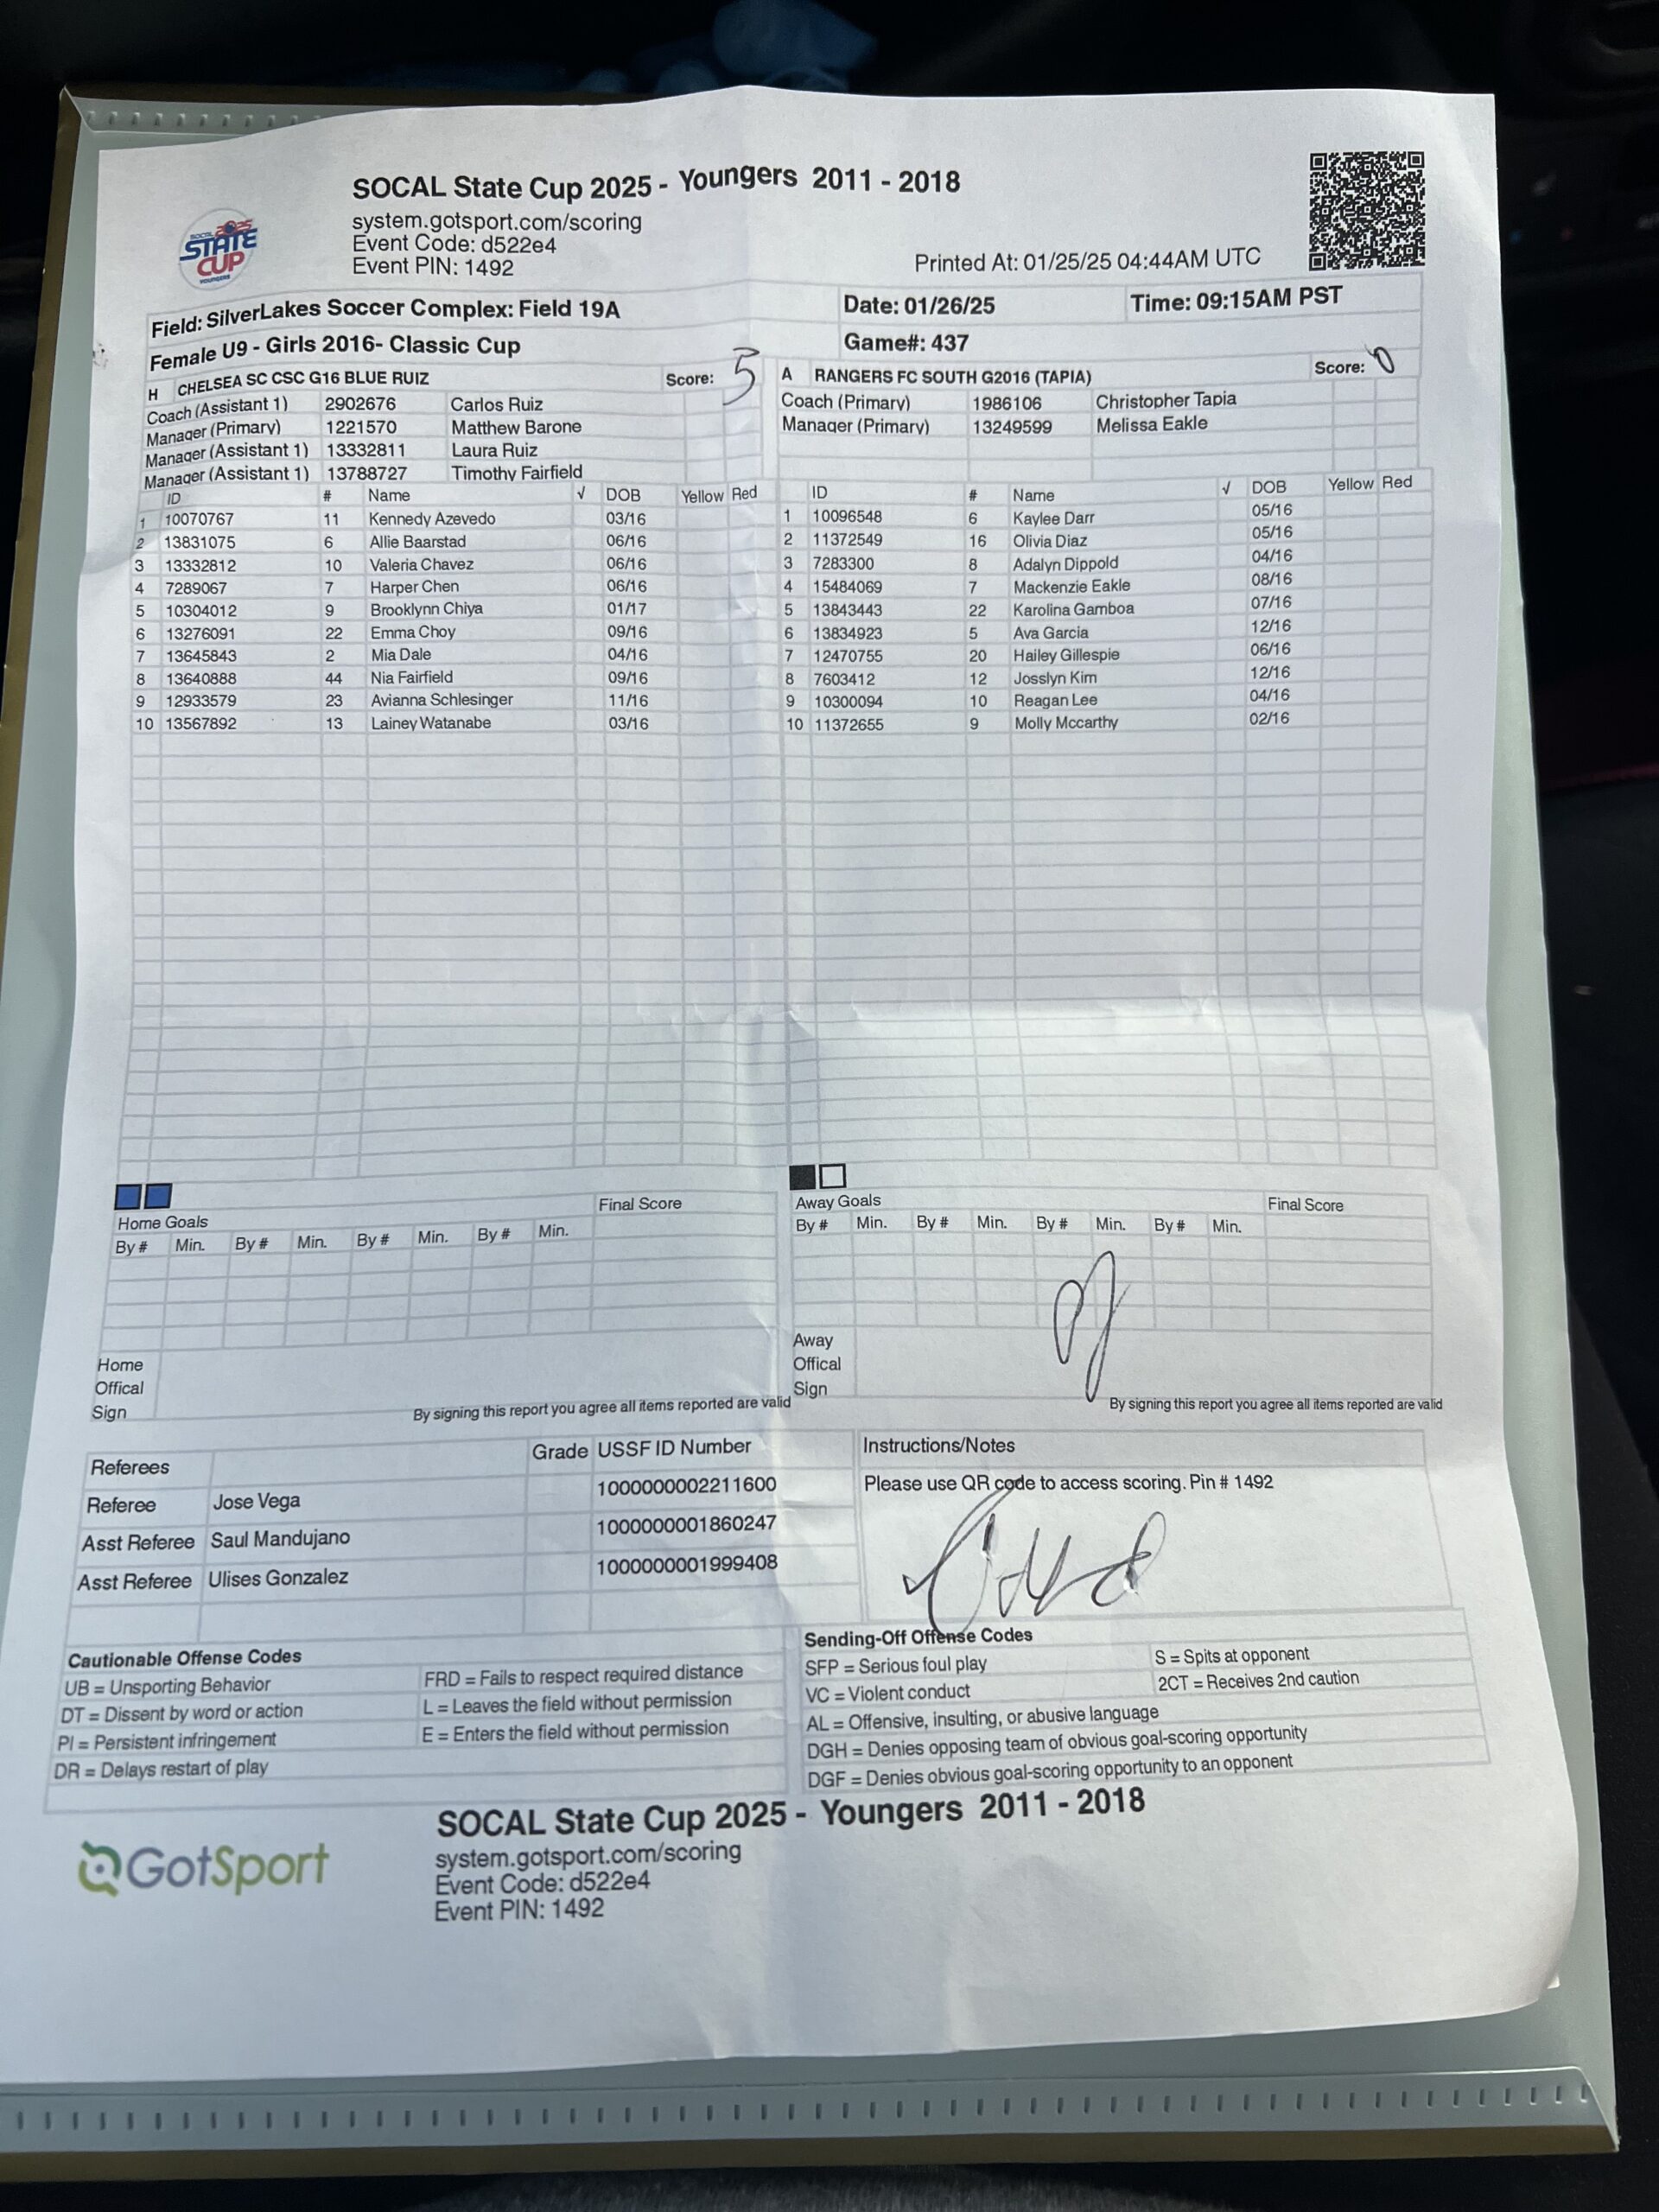 SOCAL State Cup 2025 - Youngers 2011 - 2018
system.gotsport.com/scoring
Event Code: d522e4
Event PIN: 1492
Printed At: 01/25/25 04:44AM UTC
SOCAL 2025
STATE
CUP
YOUNGERS
Field: SilverLakes Soccer Complex: Field 19A Date: 01/26/25 Time: 09:15AM PST
Female U9 - Girls 2016- Classic Cup Game#: 437
H CHELSEA SC CSC G16 BLUE RUIZ Score: 5 A RANGERS FC SOUTH G2016 (TAPIA) Score: 0
Coach (Assistant 1) 2902676 Carlos Ruiz Coach (Primary) 1986106 Christopher Tapia
Manager (Primary) 1221570 Matthew Barone Manager (Primary) 13249599 Melissa Eakle
Manager (Assistant 1) 13332811 Laura Ruiz
Manager (Assistant 1) 13788727 Timothy Fairfield
ID # Name √ DOB Yellow Red ID # Name √ DOB Yellow Red
1 10070767 11 Kennedy Azevedo 03/16 1 10096548 6 Kaylee Darr 05/16
2 13831075 6 Allie Baarstad 06/16 2 11372549 16 Olivia Diaz 05/16
3 13332812 10 Valeria Chavez 06/16 3 7283300 8 Adalyn Dippold 04/16
4 7289067 7 Harper Chen 06/16 4 15484069 7 Mackenzie Eakle 08/16
5 10304012 9 Brooklynn Chiya 01/17 5 13843443 22 Karolina Gamboa 07/16
6 13276091 22 Emma Choy 09/16 6 13834923 5 Ava Garcia 12/16
7 13645843 2 Mia Dale 04/16 7 12470755 20 Hailey Gillespie 06/16
8 13640888 44 Nia Fairfield 09/16 8 7603412 12 Josslyn Kim 12/16
9 12933579 23 Avianna Schlesinger 11/16 9 10300094 10 Reagan Lee 04/16
10 13567892 13 Lainey Watanabe 03/16 10 11372655 9 Molly Mccarthy 02/16
Home Goals Final Score Away Goals Final Score
By # Min. By # Min. By # Min. By # Min. By # Min. By # Min. By # Min. By # Min.
Home Offical Sign Away Offical Sign
By signing this report you agree all items reported are valid By signing this report you agree all items reported are valid
Referees Grade USSF ID Number Instructions/Notes
Referee Jose Vega 1000000002211600 Please use QR code to access scoring. Pin # 1492
Asst Referee Saul Mandujano 1000000001860247
Asst Referee Ulises Gonzalez 1000000001999408
Cautionable Offense Codes
UB = Unsporting Behavior FRD = Fails to respect required distance
DT = Dissent by word or action L = Leaves the field without permission
PI = Persistent infringement E = Enters the field without permission
DR = Delays restart of play
Sending-Off Offense Codes
SFP = Serious foul play S = Spits at opponent
VC = Violent conduct 2CT = Receives 2nd caution
AL = Offensive, insulting, or abusive language
DGH = Denies opposing team of obvious goal-scoring opportunity
DGF = Denies obvious goal-scoring opportunity to an opponent
GotSport
SOCAL State Cup 2025 - Youngers 2011 - 2018
system.gotsport.com/scoring
Event Code: d522e4
Event PIN: 1492